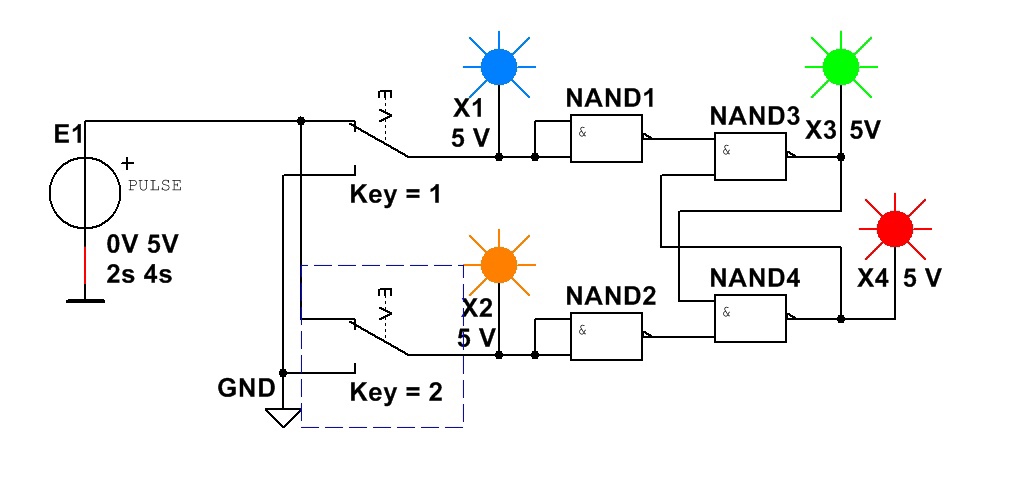 E1
+
PULSE
0V 5V
2s 4s
GND
Key = 1
Key = 2
X1
5 V
X2
5 V
NAND1
&
NAND3
&
X3 5V
NAND2
&
NAND4
&
X4 5 V